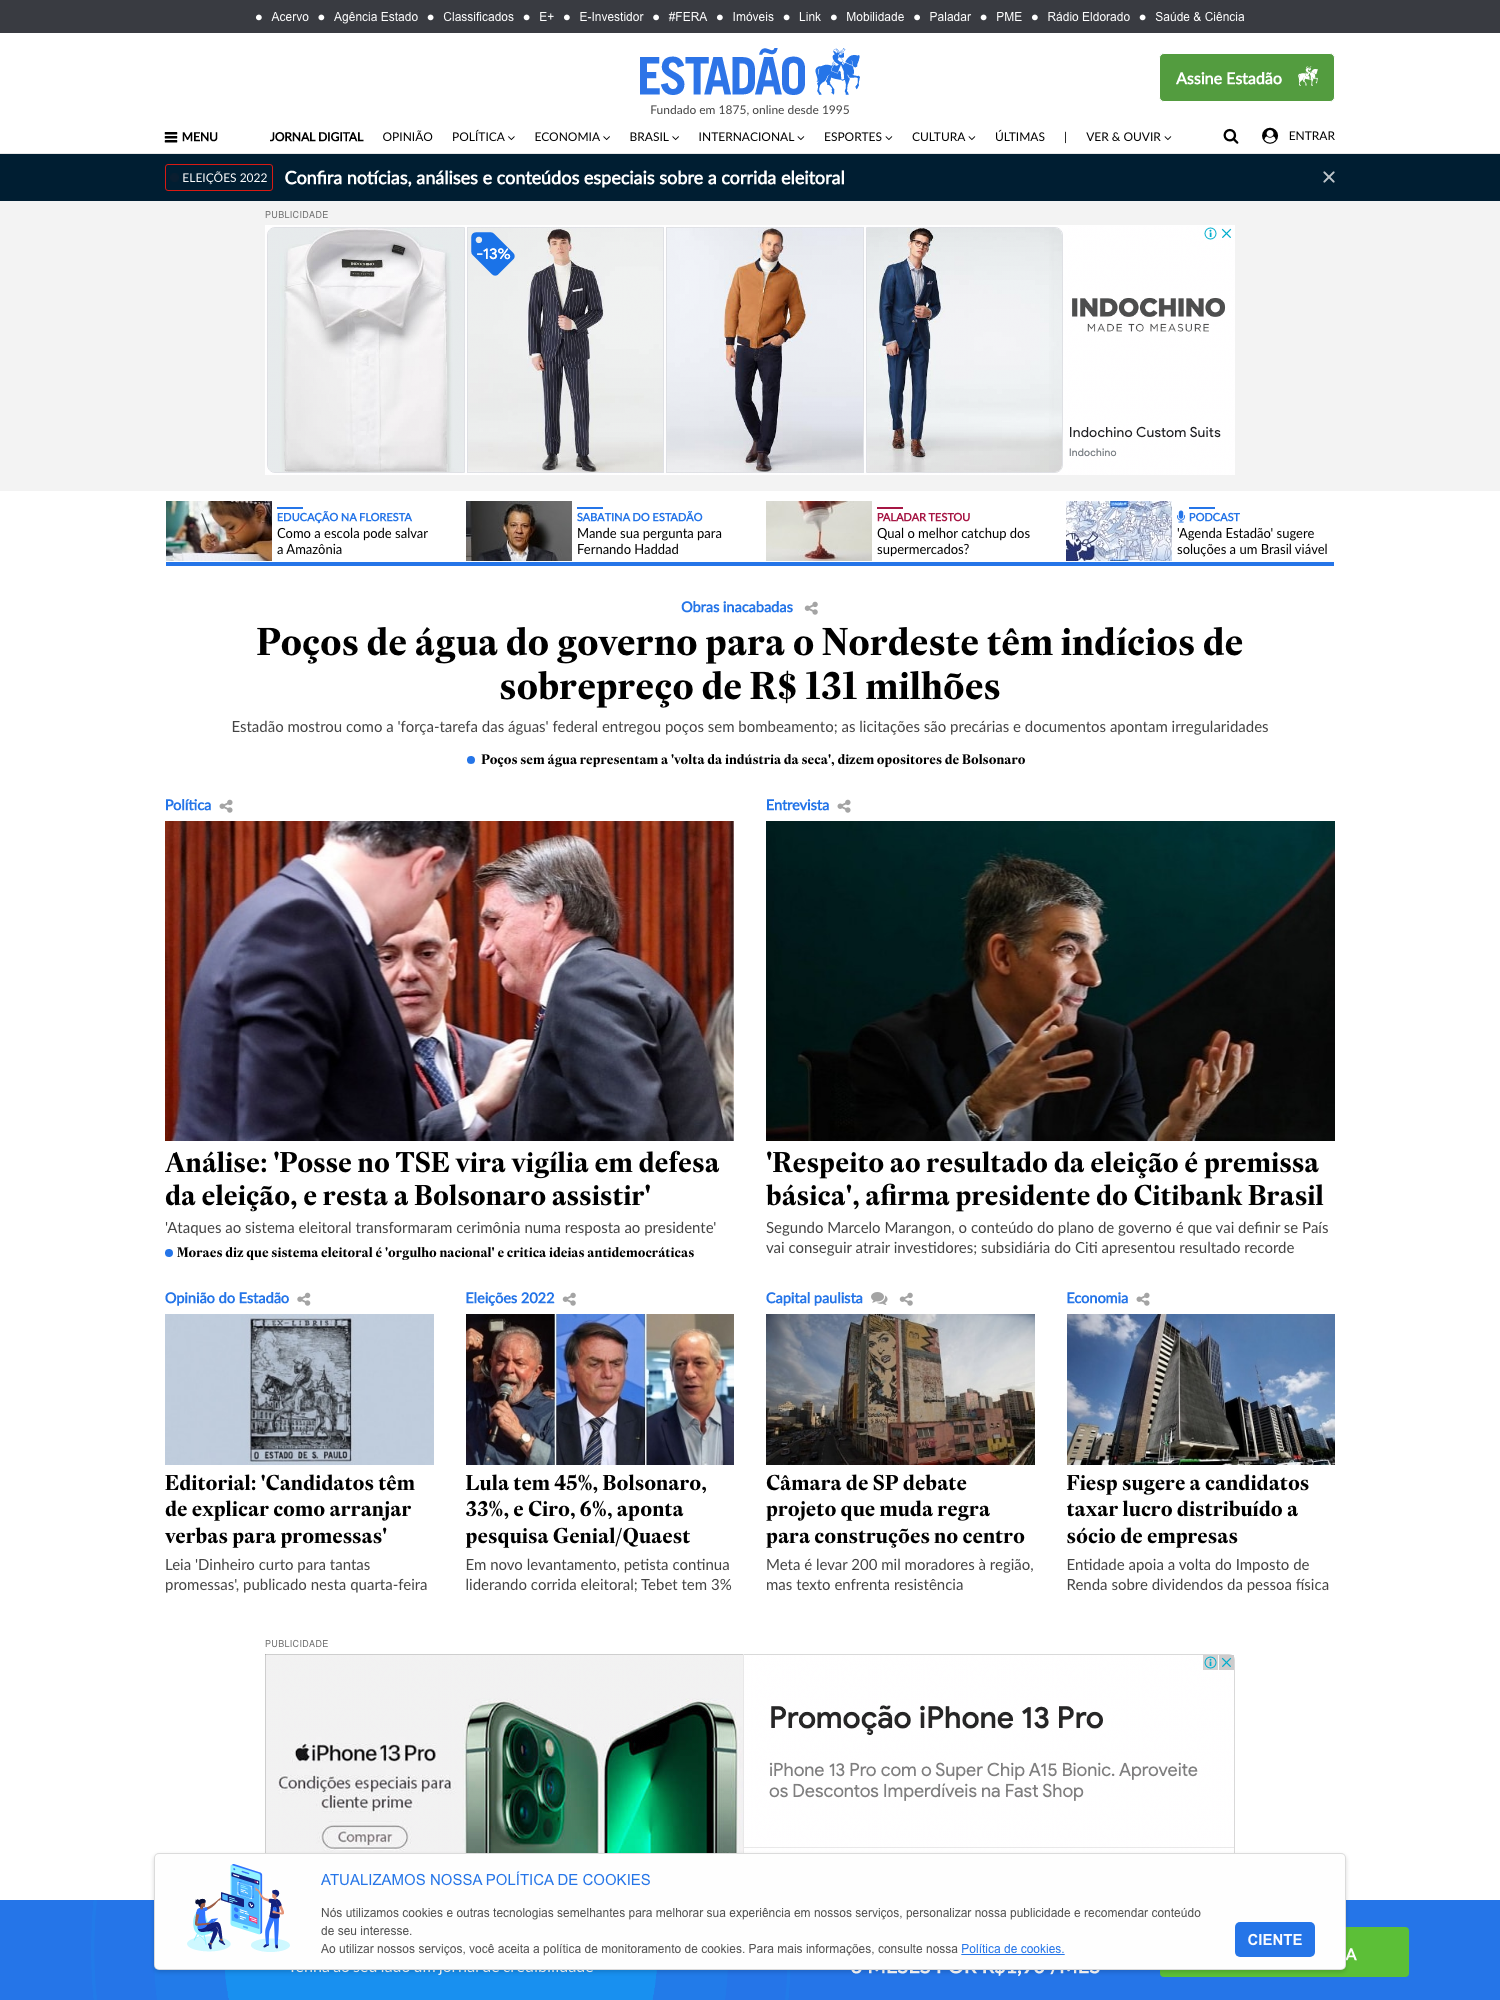 Acervo Agência Estado Classificados E+ E-Investidor #FERA Imóveis Link Mobilidade Paladar PME Rádio Eldorado Saúde & Ciência
ESTADÃO
Fundado em 1875, online desde 1995
Assine Estadão
MENU JORNAL DIGITAL OPINIÃO POLÍTICA ECONOMIA BRASIL INTERNACIONAL ESPORTES CULTURA ÚLTIMAS | VER & OUVIR ENTRAR
ELEIÇÕES 2022 Confira notícias, análises e conteúdos especiais sobre a corrida eleitoral
PUBLICIDADE
-13%
INDOCHINO
MADE TO MEASURE
Indochino Custom Suits
Indochino
EDUCAÇÃO NA FLORESTA
Como a escola pode salvar
a Amazônia
SABATINA DO ESTADÃO
Mande sua pergunta para
Fernando Haddad
PALADAR TESTOU
Qual o melhor catchup dos
supermercados?
PODCAST
'Agenda Estadão' sugere
soluções a um Brasil viável
Obras inacabadas
Poços de água do governo para o Nordeste têm indícios de
sobrepreço de R$ 131 milhões
Estadão mostrou como a 'força-tarefa das águas' federal entregou poços sem bombeamento; as licitações são precárias e documentos apontam irregularidades
Poços sem água representam a 'volta da indústria da seca', dizem opositores de Bolsonaro
Política
Análise: 'Posse no TSE vira vigília em defesa
da eleição, e resta a Bolsonaro assistir'
'Ataques ao sistema eleitoral transformaram cerimônia numa resposta ao presidente'
Moraes diz que sistema eleitoral é 'orgulho nacional' e critica ideias antidemocráticas
Entrevista
'Respeito ao resultado da eleição é premissa
básica', afirma presidente do Citibank Brasil
Segundo Marcelo Marangon, o conteúdo do plano de governo é que vai definir se País
vai conseguir atrair investidores; subsidiária do Citi apresentou resultado recorde
Opinião do Estadão
EX-LIBRIS
O ESTADO DE S. PAULO
Editorial: 'Candidatos têm
de explicar como arranjar
verbas para promessas'
Leia 'Dinheiro curto para tantas
promessas', publicado nesta quarta-feira
Eleições 2022
Lula tem 45%, Bolsonaro,
33%, e Ciro, 6%, aponta
pesquisa Genial/Quaest
Em novo levantamento, petista continua
liderando corrida eleitoral; Tebet tem 3%
Capital paulista
Câmara de SP debate
projeto que muda regra
para construções no centro
Meta é levar 200 mil moradores à região,
mas texto enfrenta resistência
Economia
Fiesp sugere a candidatos
taxar lucro distribuído a
sócio de empresas
Entidade apoia a volta do Imposto de
Renda sobre dividendos da pessoa física
PUBLICIDADE
iPhone 13 Pro
Condições especiais para
cliente prime
Comprar
Promoção iPhone 13 Pro
iPhone 13 Pro com o Super Chip A15 Bionic. Aproveite
os Descontos Imperdíveis na Fast Shop
ATUALIZAMOS NOSSA POLÍTICA DE COOKIES
Nós utilizamos cookies e outras tecnologias semelhantes para melhorar sua experiência em nossos serviços, personalizar nossa publicidade e recomendar conteúdo
de seu interesse.
Ao utilizar nossos serviços, você aceita a política de monitoramento de cookies. Para mais informações, consulte nossa Política de cookies.
CIENTE